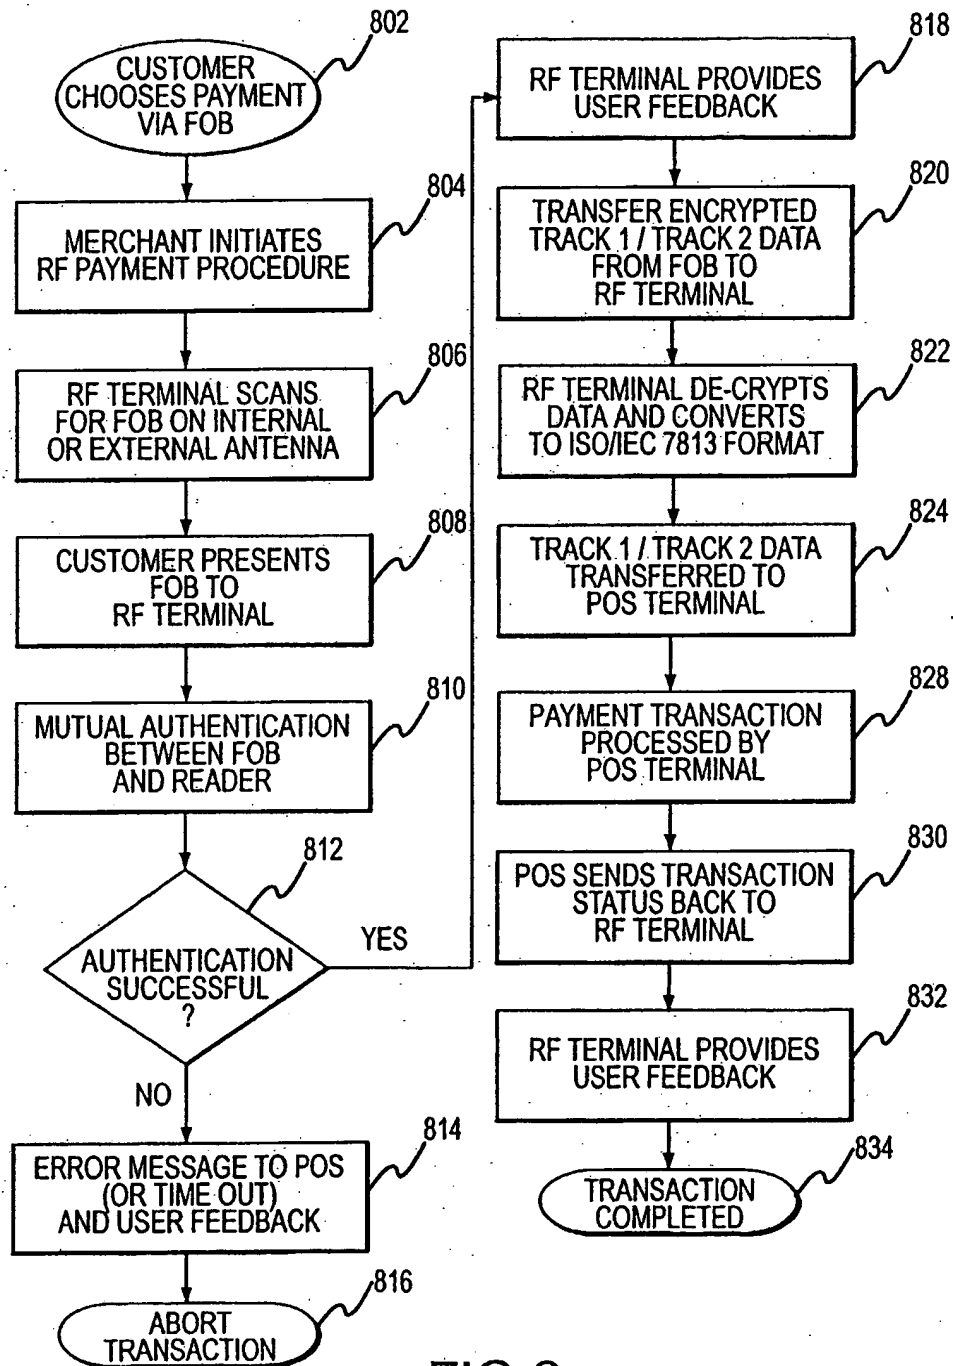 802
CUSTOMER
CHOOSES PAYMENT
VIA FOB
804
MERCHANT INITIATES
RF PAYMENT PROCEDURE
806
RF TERMINAL SCANS
FOR FOB ON INTERNAL
OR EXTERNAL ANTENNA
808
CUSTOMER PRESENTS
FOB TO
RF TERMINAL
810
MUTUAL AUTHENTICATION
BETWEEN FOB
AND READER
812
AUTHENTICATION
SUCCESSFUL
?
YES
NO
814
ERROR MESSAGE TO POS
(OR TIME OUT)
AND USER FEEDBACK
816
ABORT
TRANSACTION
818
RF TERMINAL PROVIDES
USER FEEDBACK
820
TRANSFER ENCRYPTED
TRACK 1 / TRACK 2 DATA
FROM FOB TO
RF TERMINAL
822
RF TERMINAL DE-CRYPTS
DATA AND CONVERTS
TO ISO/IEC 7813 FORMAT
824
TRACK 1 / TRACK 2 DATA
TRANSFERRED TO
POS TERMINAL
828
PAYMENT TRANSACTION
PROCESSED BY
POS TERMINAL
830
POS SENDS TRANSACTION
STATUS BACK TO
RF TERMINAL
832
RF TERMINAL PROVIDES
USER FEEDBACK
834
TRANSACTION
COMPLETED